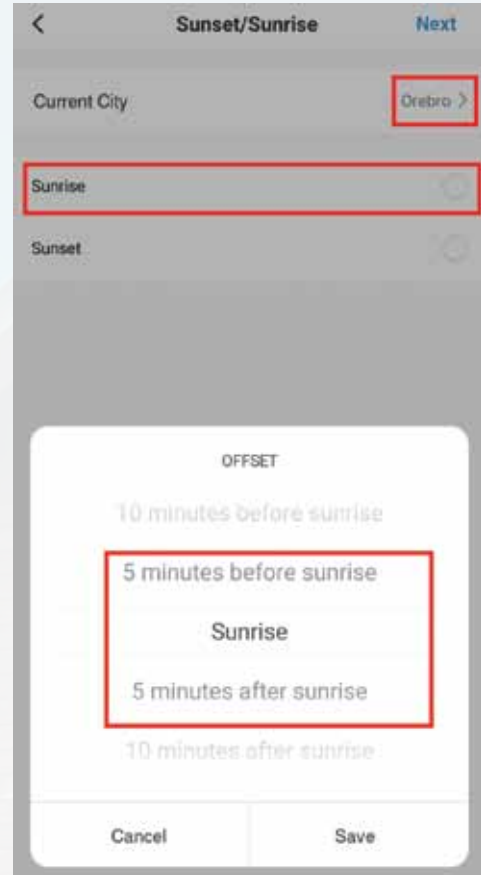 Sunset/Sunrise Next
Current City Orebro
Sunrise
Sunset
OFFSET
10 minutes before sunrise
5 minutes before sunrise
Sunrise
5 minutes after sunrise
10 minutes after sunrise
Cancel Save